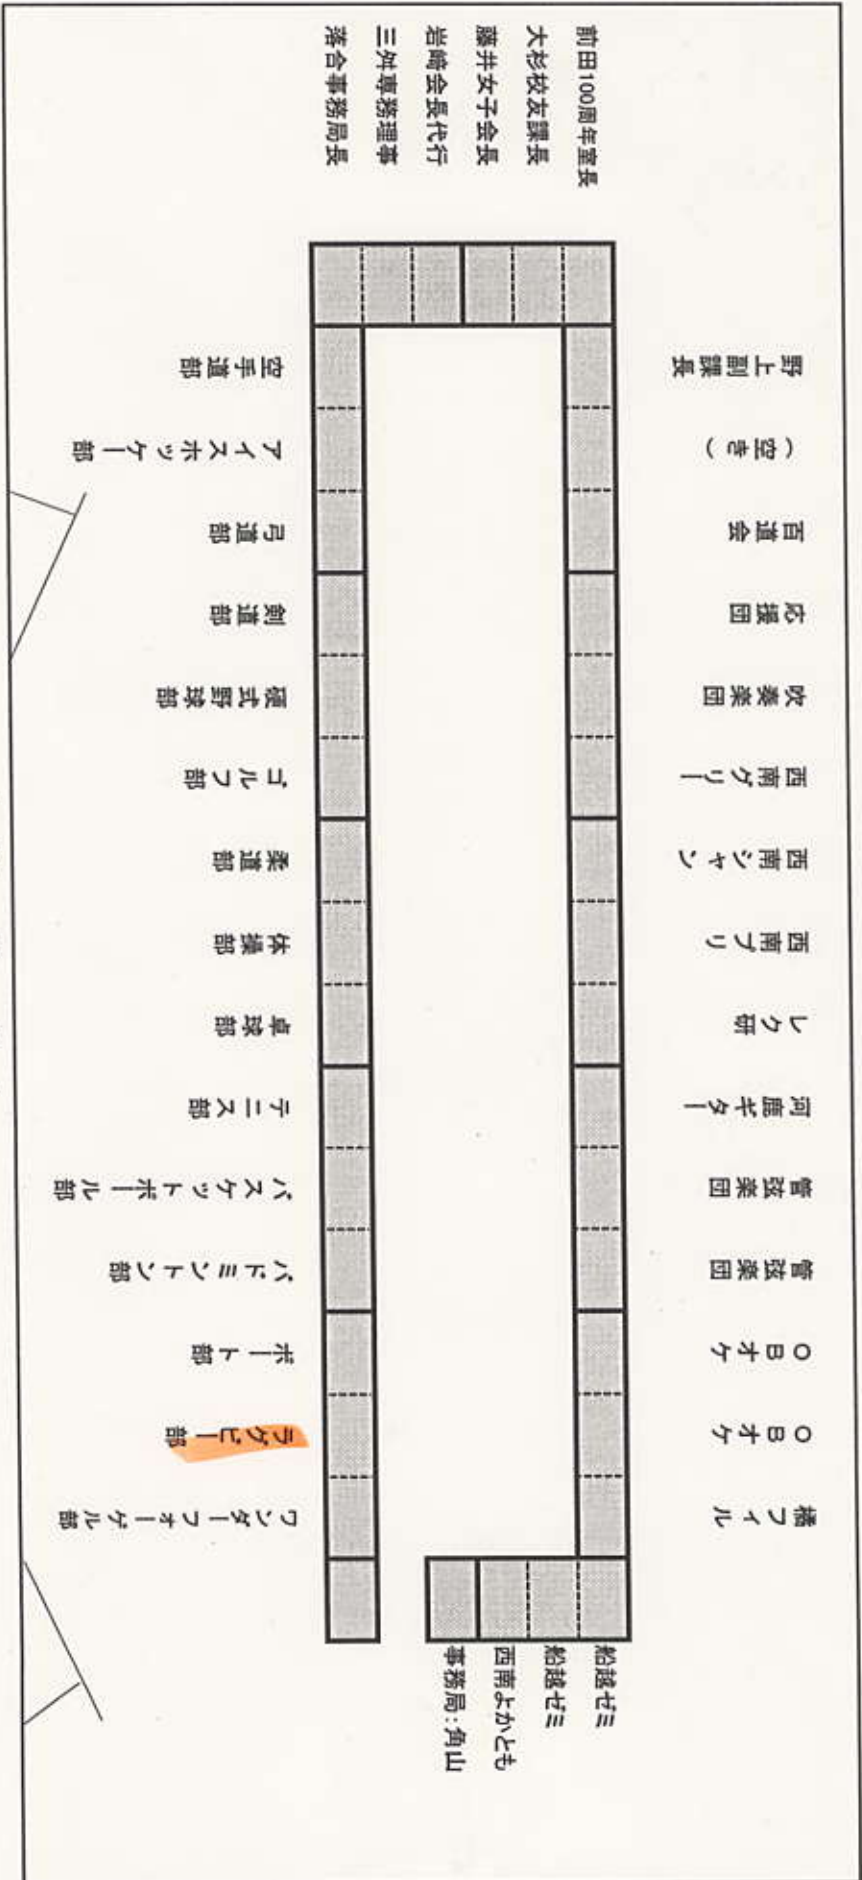 落合事務局長
三舛専務理事
岩﨑会長代行
藤井女子会長
大杉校友課長
前田100周年室長
野上副課長
(空き)
百道会
応援団
吹奏楽団
西南グリー
西南シャン
西南プリ
レク研
河鹿ギター
管弦楽団
管弦楽団
OBオケ
OBオケ
橋フィル
空手道部
アイスホッケー部
弓道部
剣道部
硬式野球部
ゴルフ部
柔道部
体操部
卓球部
テニス部
バスケットボール部
バドミントン部
ボート部
ラグビー部
ワンダーフォーゲル部
船越ゼミ
船越ゼミ
西南よかとも
事務局:角山